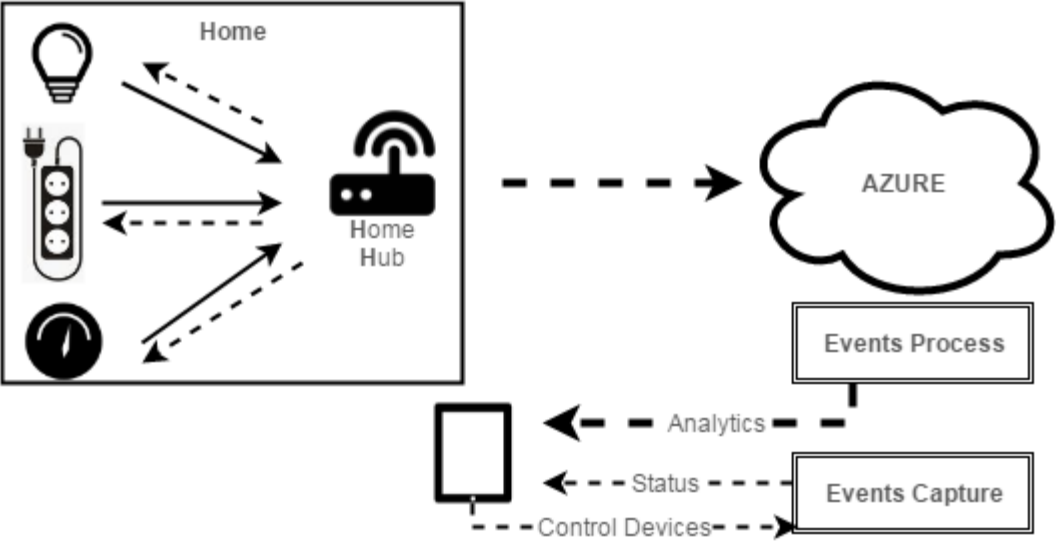 Home
Home
Hub
AZURE
Events Process
Analytics
Status
Events Capture
Control Devices